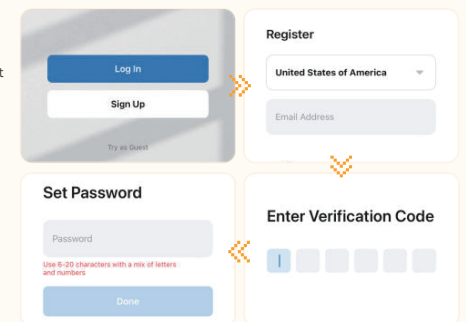 t
Log In
Sign Up
Try as Guest
Register
United States of America
Email Address
Enter Verification Code
Set Password
Password
Use 6-20 characters with a mix of letters
and numbers
Done